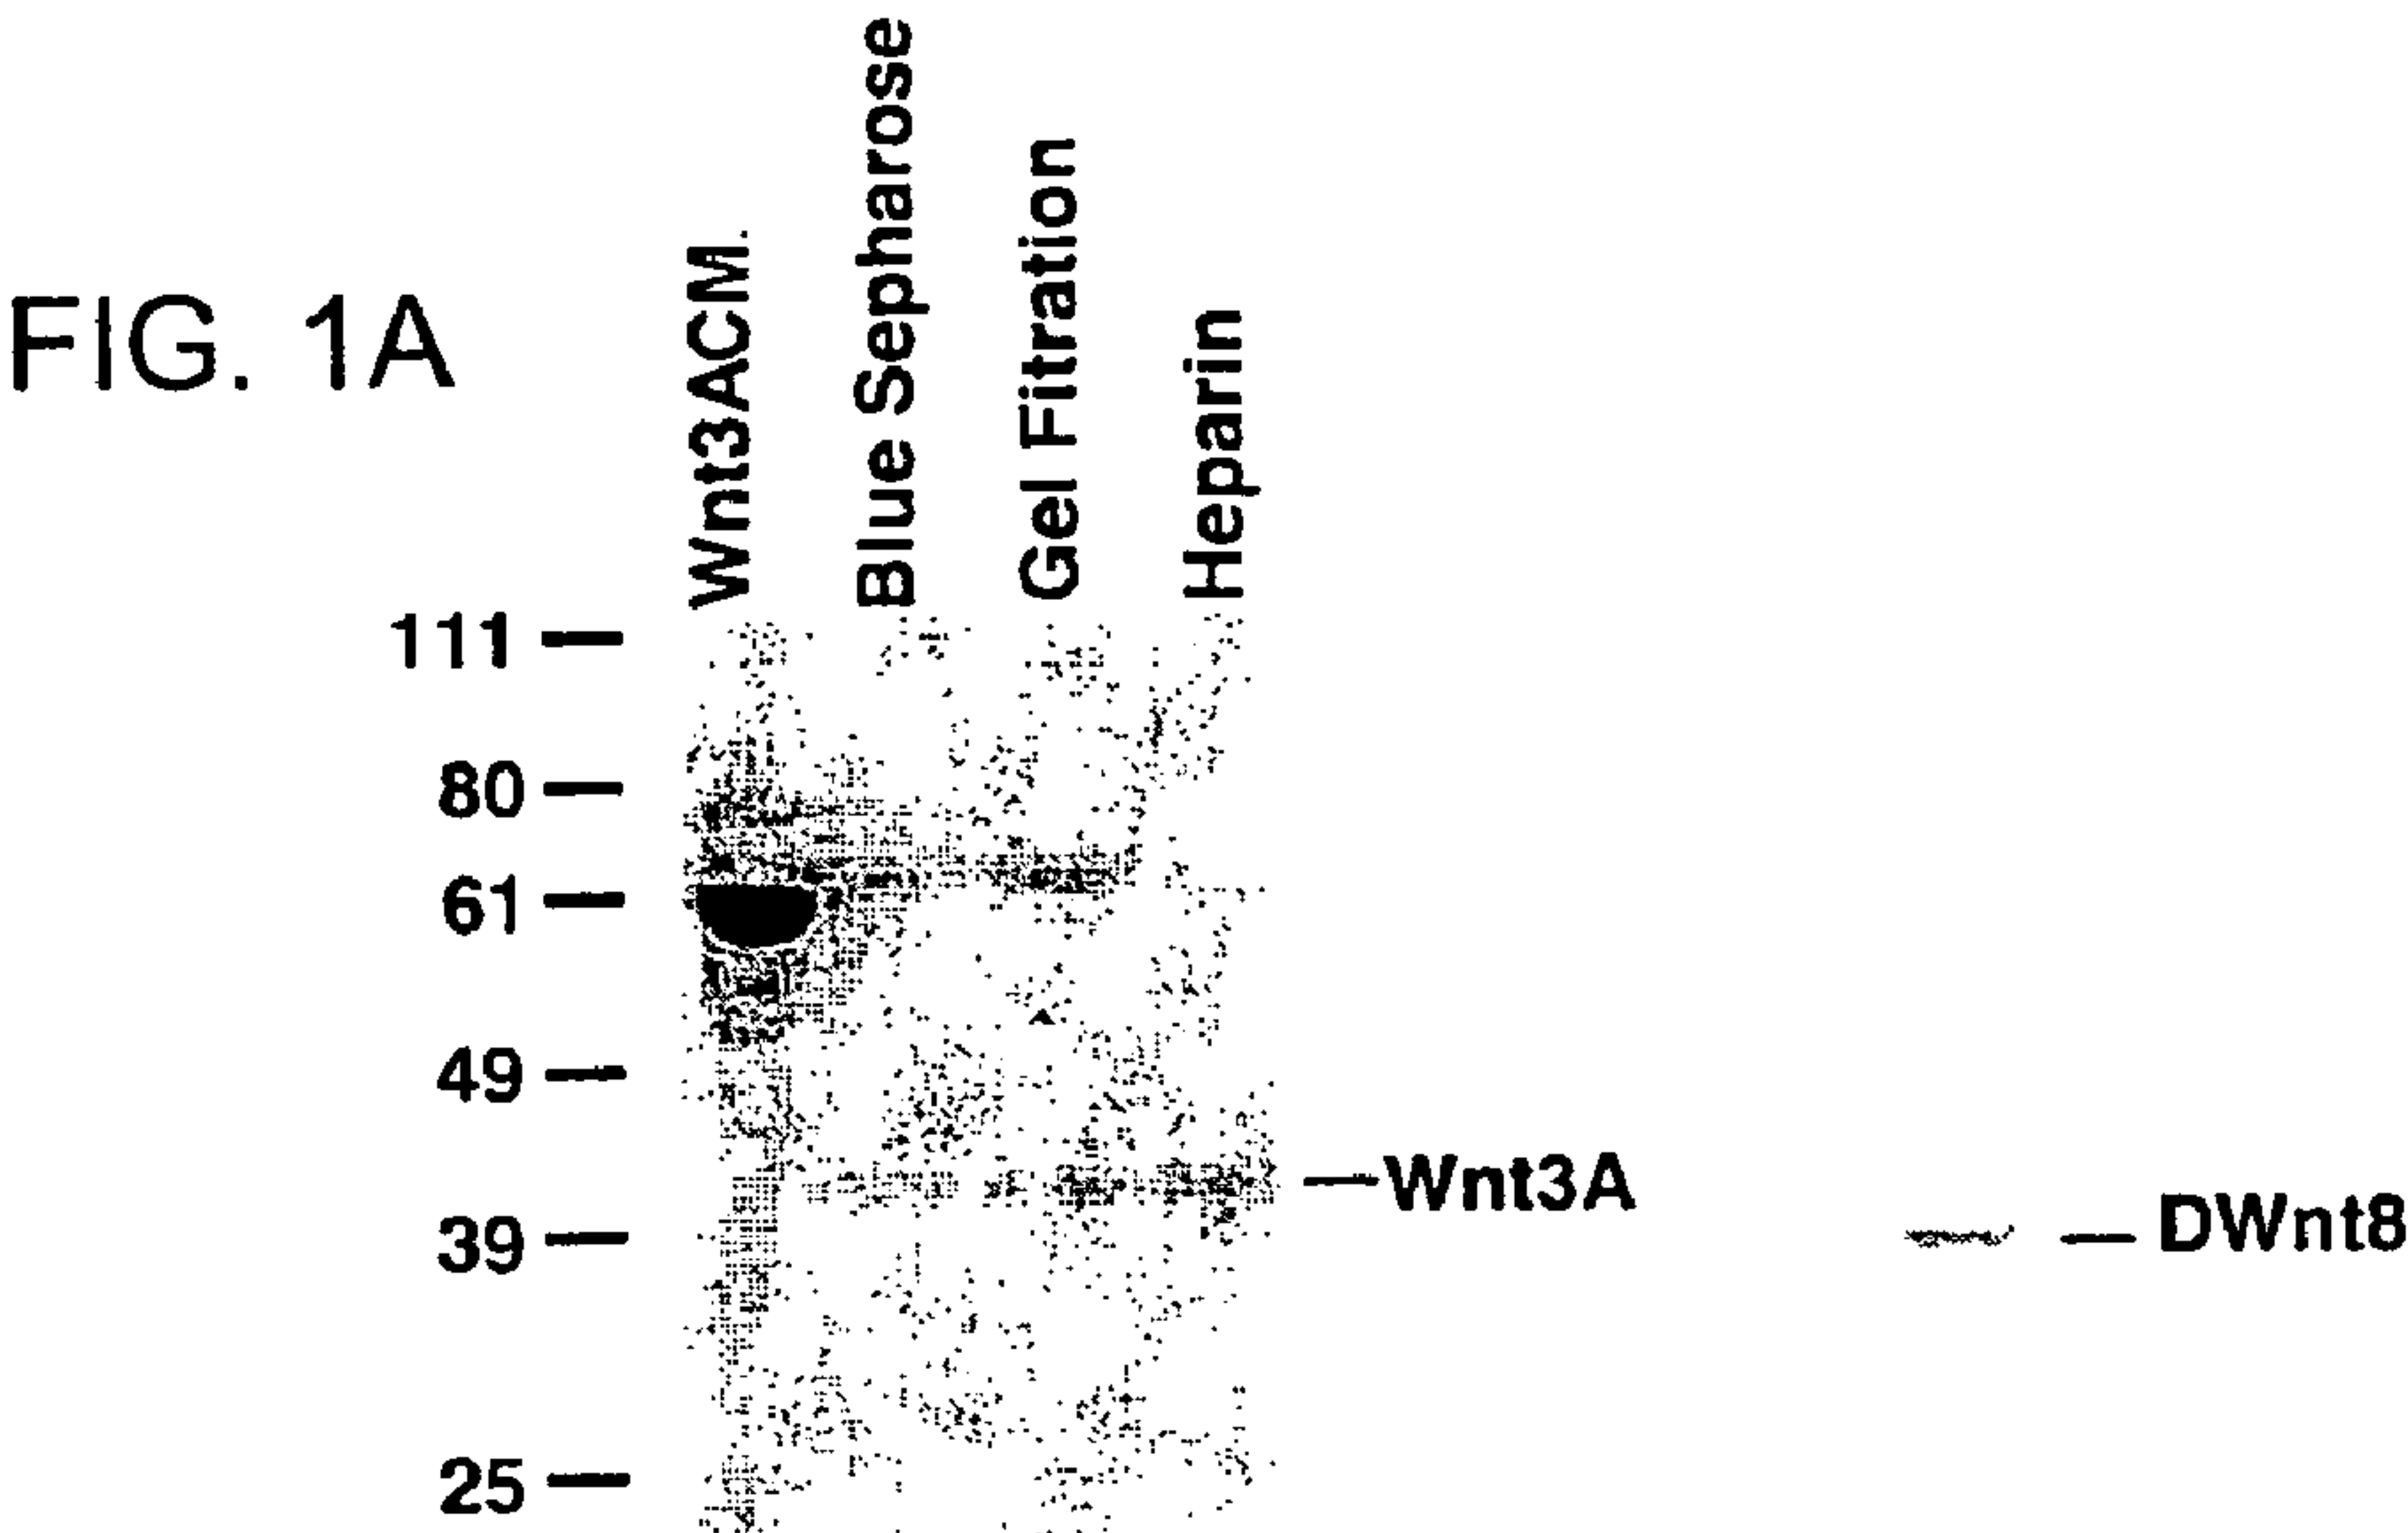 FIG. 1A
Wnt3ACM.
Blue Sepharose
Gel Fitration
Heparin
111
80
61
49
39
25
Wnt3A
DWnt8